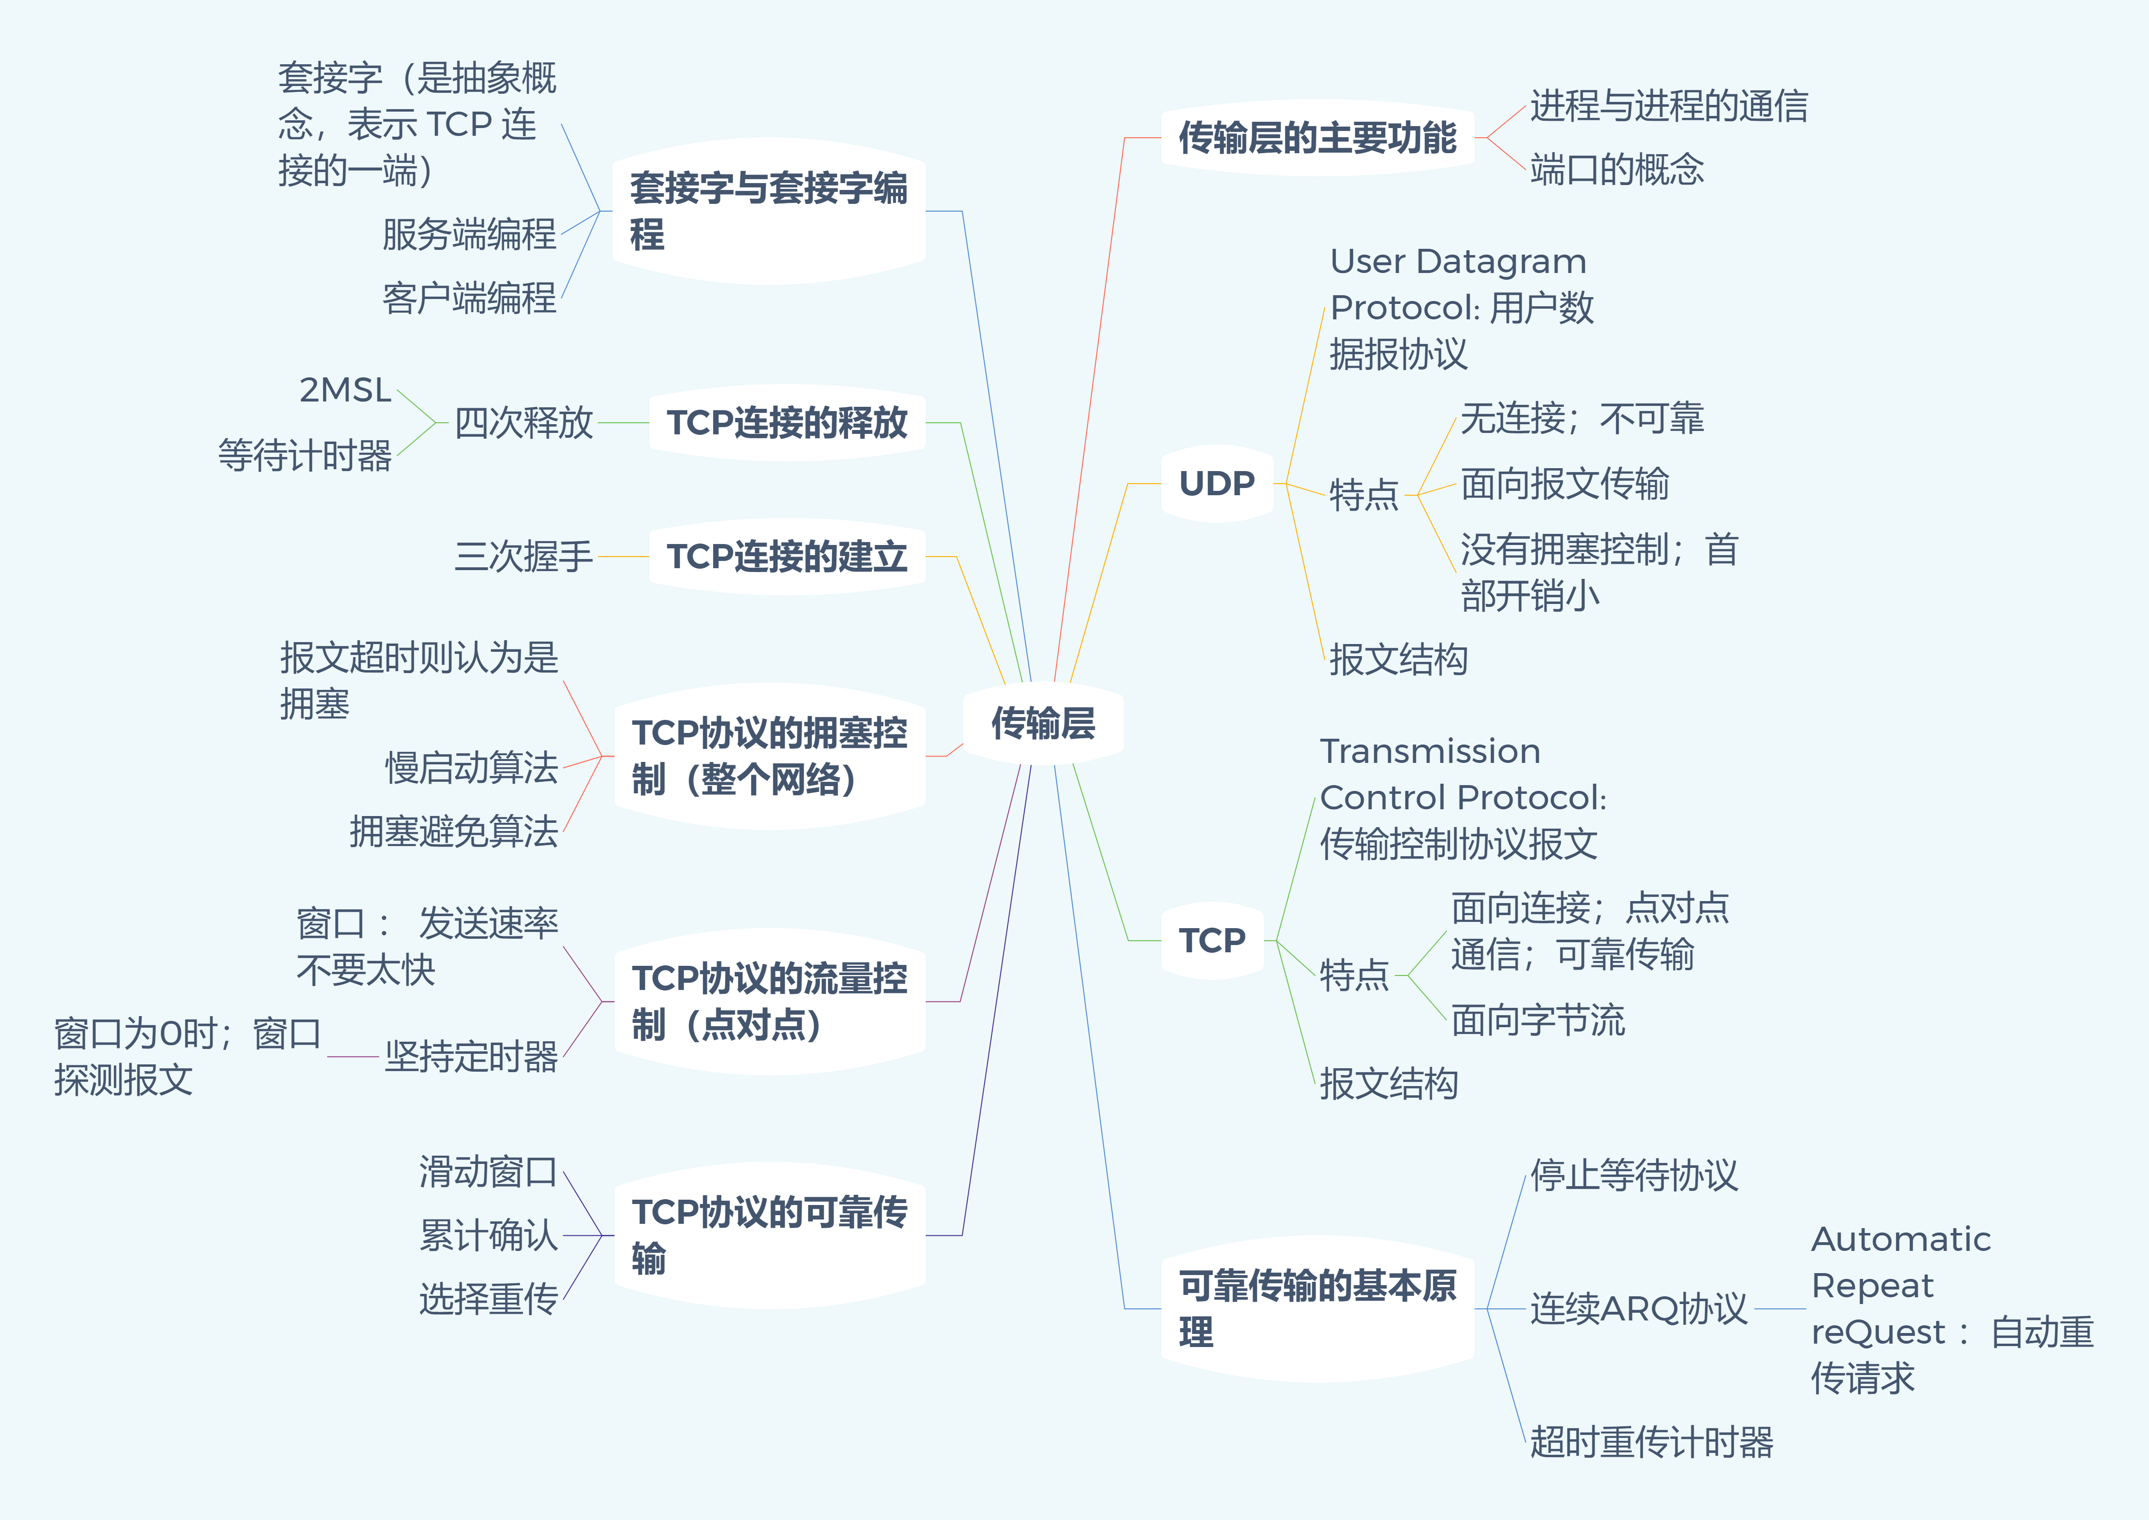 传输层
传输层的主要功能
进程与进程的通信
端口的概念
UDP
User Datagram
Protocol: 用户数
据报协议
特点
无连接；不可靠
面向报文传输
没有拥塞控制；首
部开销小
报文结构
TCP
Transmission
Control Protocol:
传输控制协议报文
特点
面向连接；点对点
通信；可靠传输
面向字节流
报文结构
可靠传输的基本原
理
停止等待协议
连续ARQ协议
Automatic
Repeat
reQuest ：自动重
传请求
超时重传计时器
套接字与套接字编
程
套接字（是抽象概
念，表示 TCP 连
接的一端）
服务端编程
客户端编程
TCP连接的释放
四次释放
2MSL
等待计时器
TCP连接的建立
三次握手
TCP协议的拥塞控
制（整个网络）
报文超时则认为是
拥塞
慢启动算法
拥塞避免算法
TCP协议的流量控
制（点对点）
窗口 ： 发送速率
不要太快
坚持定时器
窗口为0时；窗口
探测报文
TCP协议的可靠传
输
滑动窗口
累计确认
选择重传